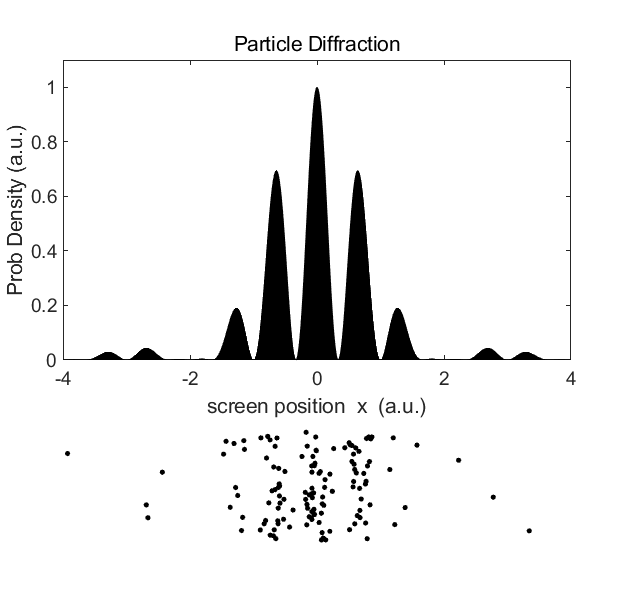 Particle Diffraction
Prob Density (a.u.)
1
0.8
0.6
0.4
0.2
0
-4 -2 0 2 4
screen position x (a.u.)